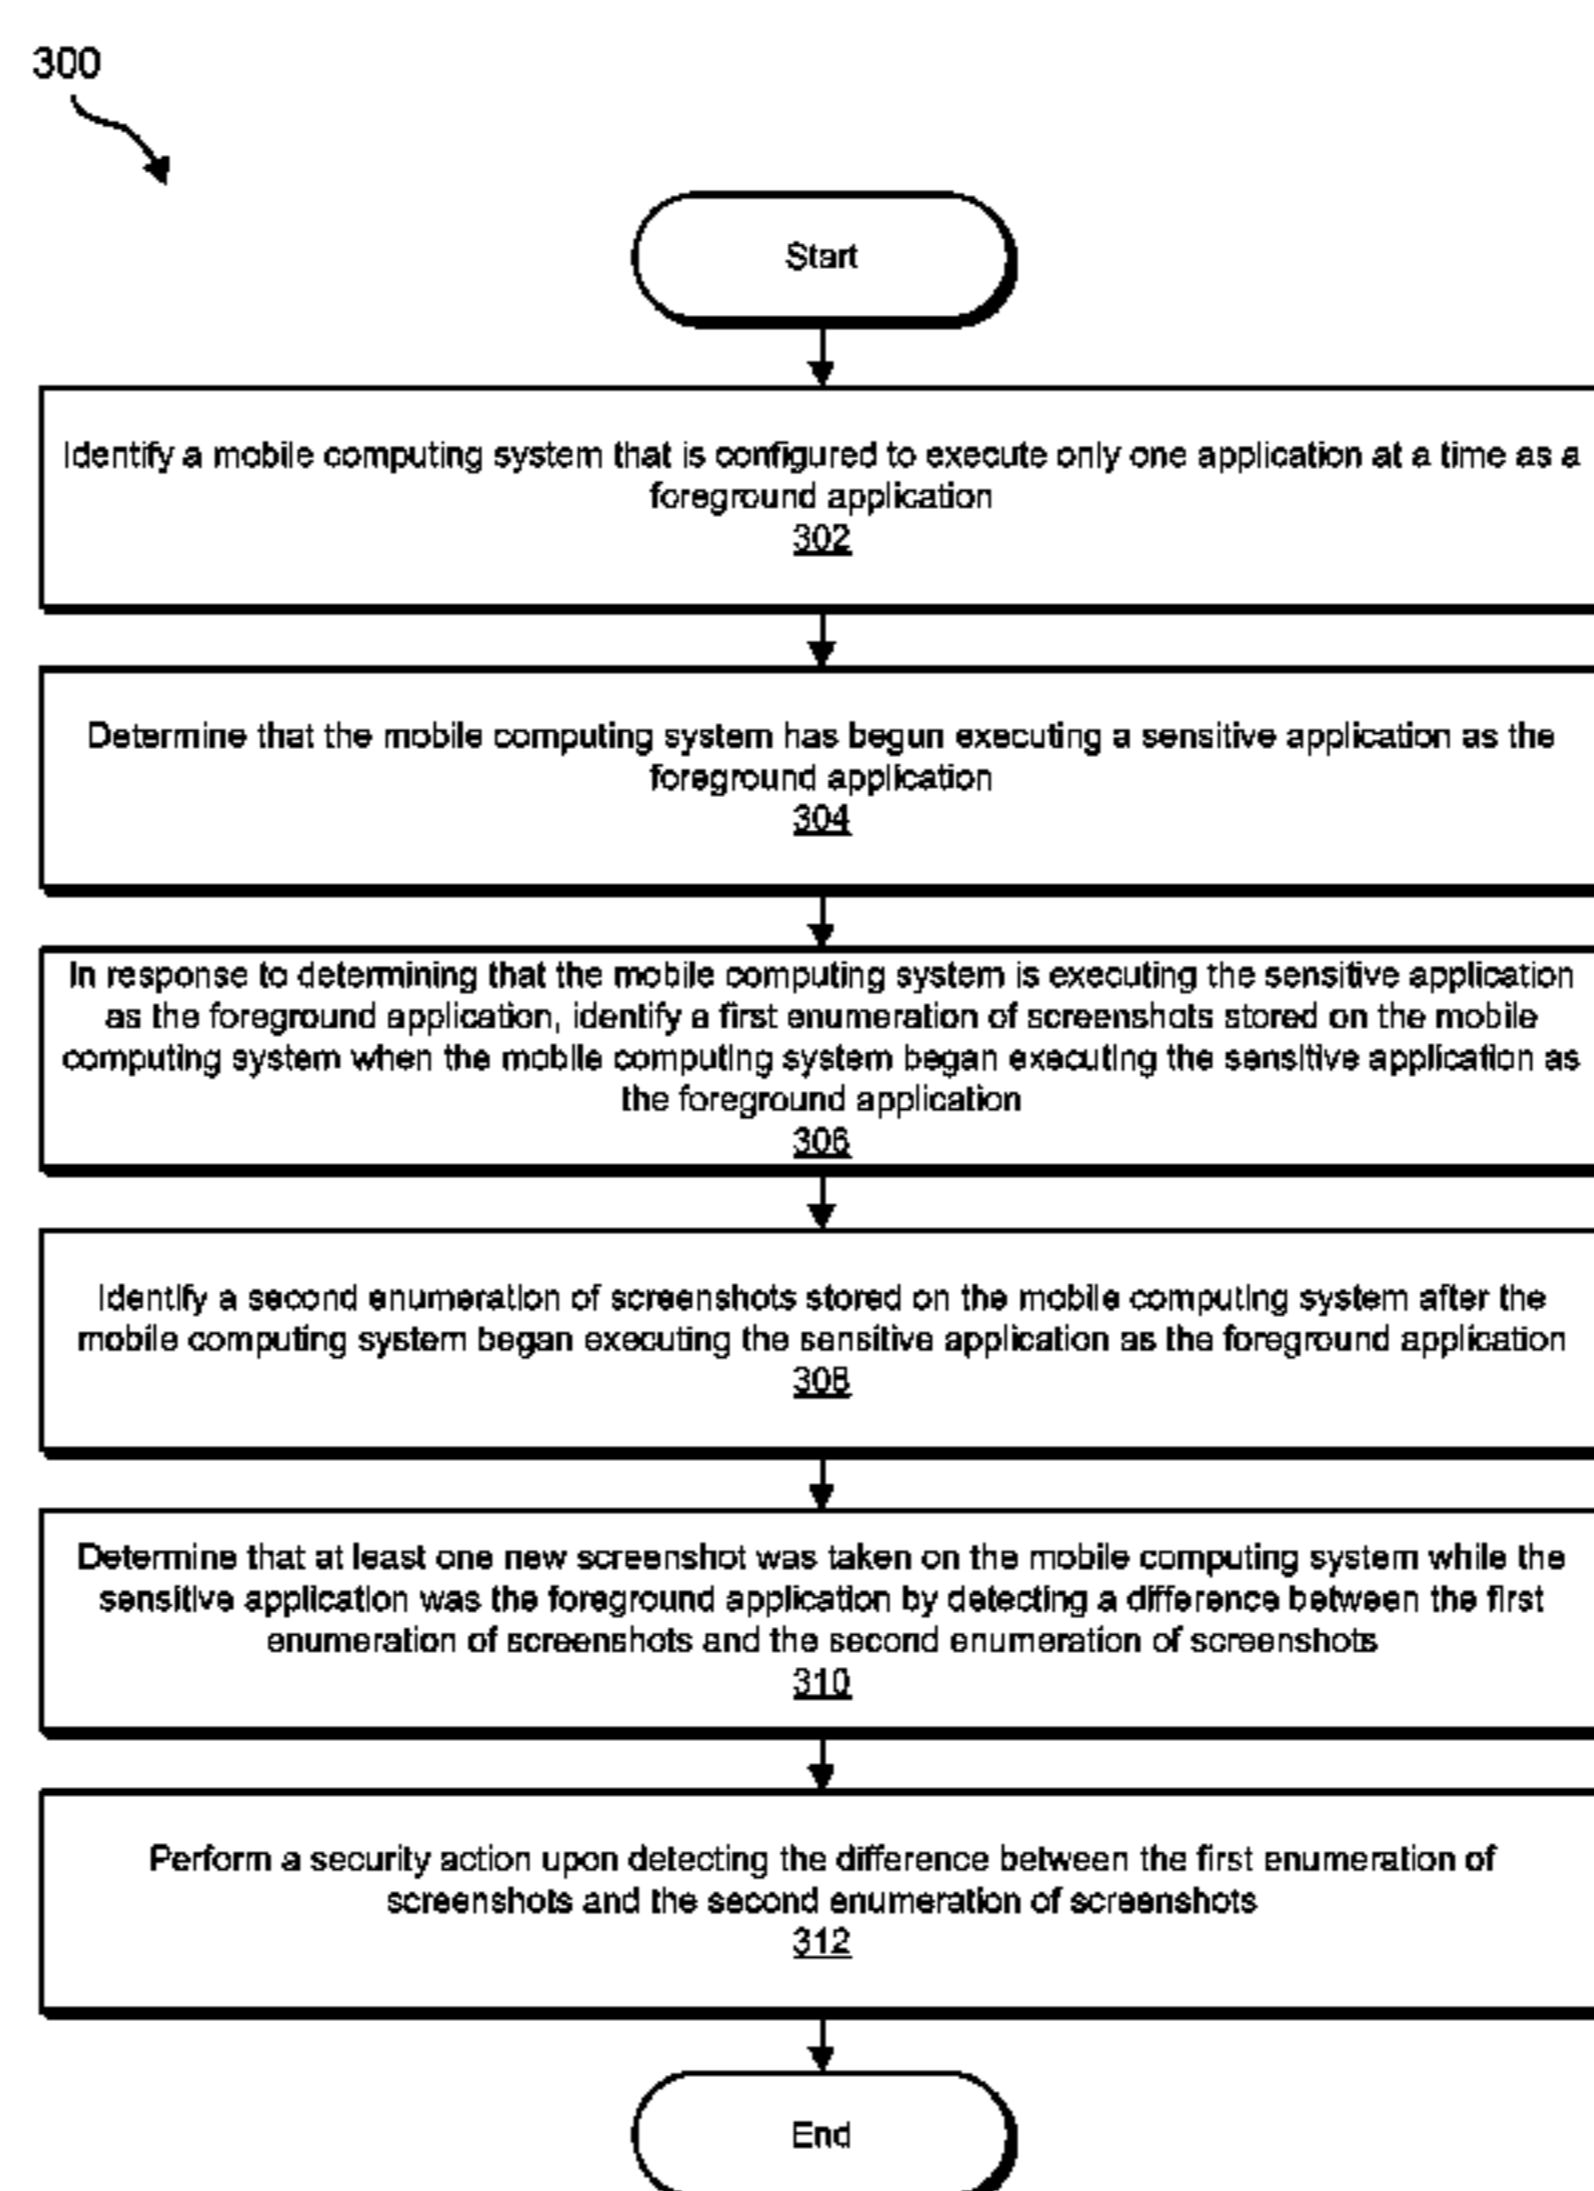 300
Start
Identify a mobile computing system that is configured to execute only one application at a time as a
foreground application
302
Determine that the mobile computing system has begun executing a sensitive application as the
foreground application
304
In response to determining that the mobile computing system is executing the sensitive application
as the foreground application, identify a first enumeration of screenshots stored on the mobile
computing system when the mobile computing system began executing the sensitive application as
the foreground application
306
Identify a second enumeration of screenshots stored on the mobile computing system after the
mobile computing system began executing the sensitive application as the foreground application
308
Determine that at least one new screenshot was taken on the mobile computing system while the
sensitive application was the foreground application by detecting a difference between the first
enumeration of screenshots and the second enumeration of screenshots
310
Perform a security action upon detecting the difference between the first enumeration of
screenshots and the second enumeration of screenshots
312
End